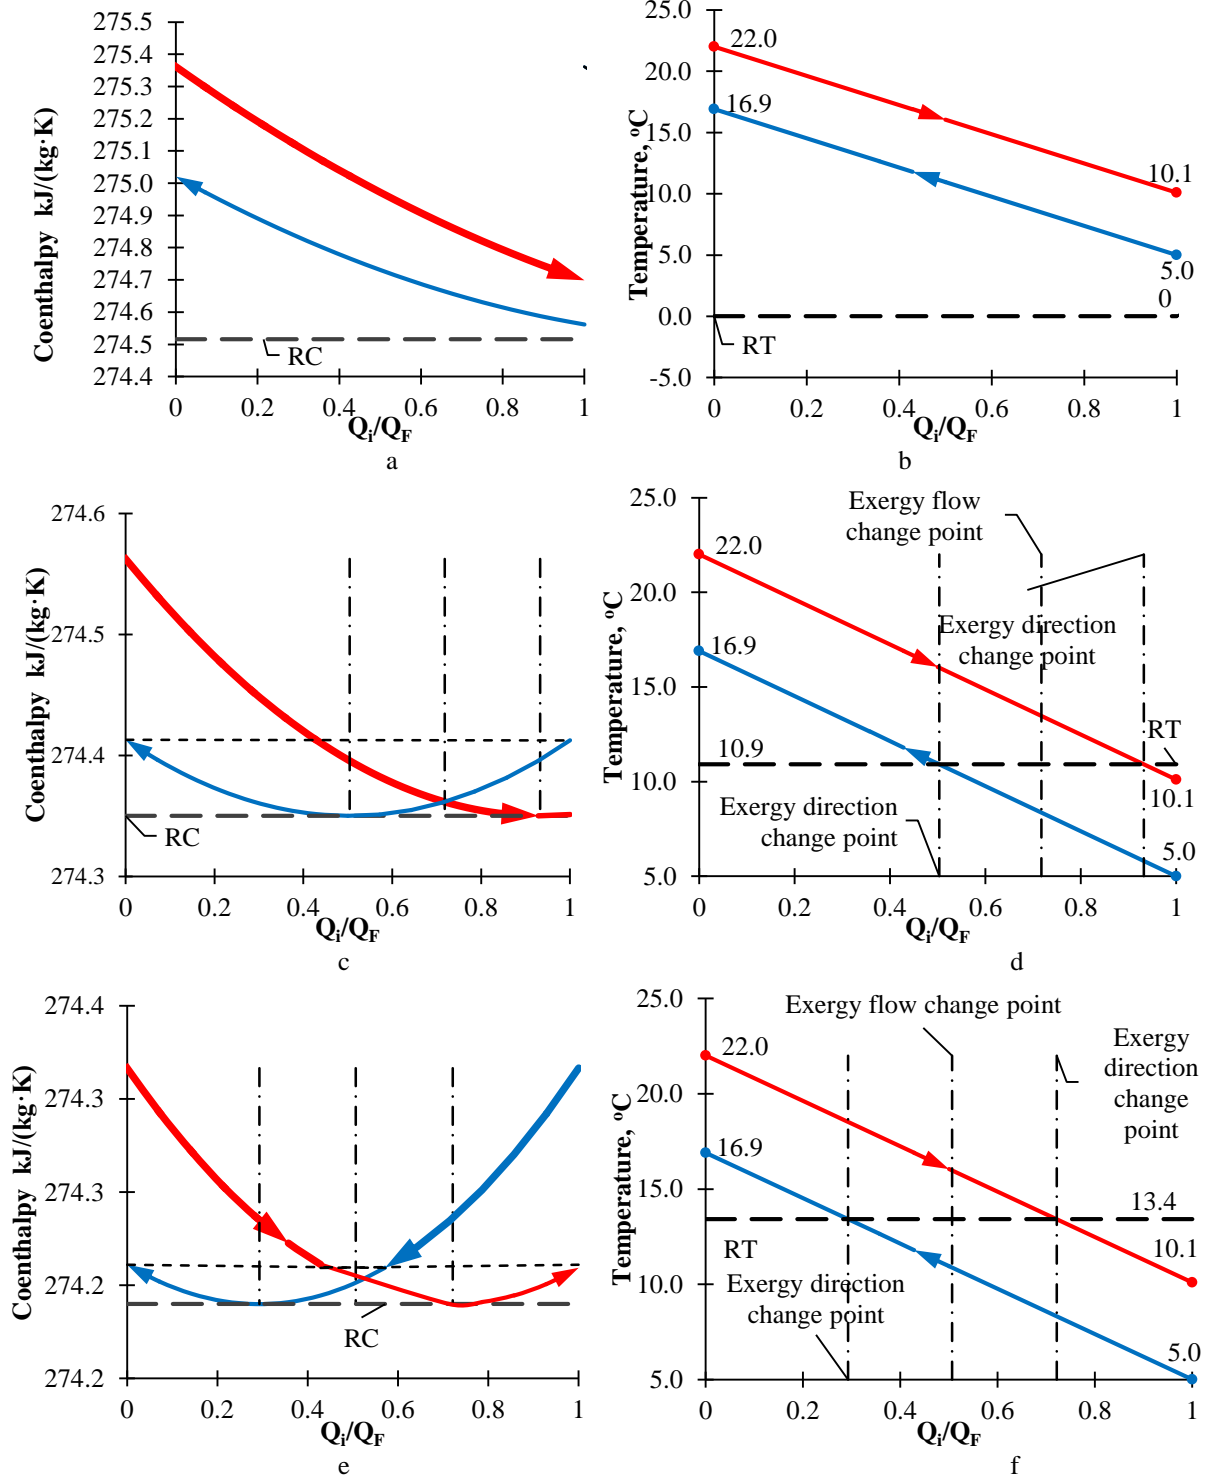 275.5
275.4
275.3
275.2
275.1
275.0
274.9
274.8
274.7
274.6
274.5
274.4
Coenthalpy kJ/(kg·K)
RC
0
0.2
0.4
0.6
0.8
1
Qi/QF
a
25.0
20.0
15.0
10.0
5.0
0.0
-5.0
Temperature, ºC
22.0
16.9
10.1
5.0
0
RT
0
0.2
0.4
0.6
0.8
1
Qi/QF
b
274.6
274.5
274.4
274.3
Coenthalpy kJ/(kg·K)
RC
0
0.2
0.4
0.6
0.8
1
Qi/QF
c
25.0
20.0
15.0
10.0
5.0
Temperature, ºC
Exergy flow
change point
22.0
Exergy direction
change point
16.9
RT
10.9
10.1
Exergy direction
change point
5.0
0
0.2
0.4
0.6
0.8
1
Qi/QF
d
274.4
274.3
274.3
274.2
274.2
Coenthalpy kJ/(kg·K)
RC
0
0.2
0.4
0.6
0.8
1
Qi/QF
e
25.0
20.0
15.0
10.0
5.0
Temperature, ºC
Exergy flow change point
Exergy
direction
change
point
22.0
16.9
13.4
RT
10.1
Exergy direction
change point
5.0
0
0.2
0.4
0.6
0.8
1
Qi/QF
f